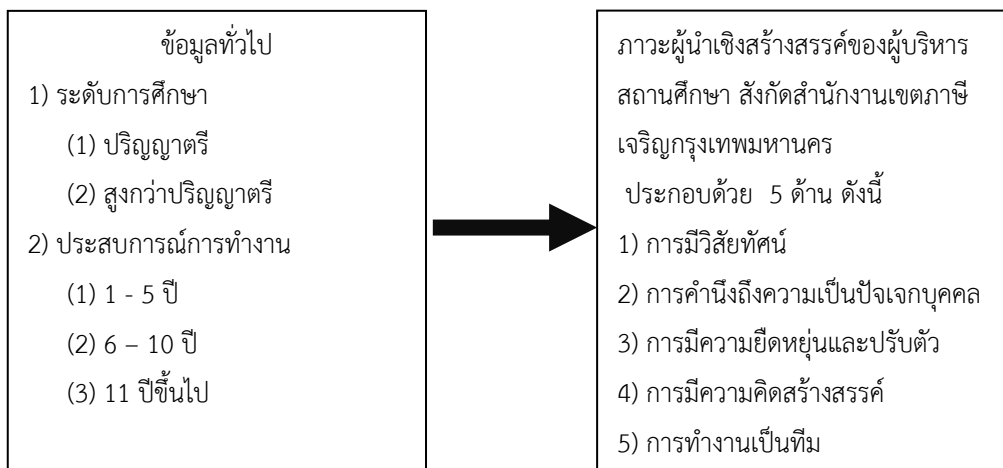 ข้อมูลทั่วไป
1) ระดับการศึกษา
(1) ปริญญาตรี
(2) สูงกว่าปริญญาตรี
2) ประสบการณ์การทำงาน
(1) 1 - 5 ปี
(2) 6 – 10 ปี
(3) 11 ปีขึ้นไป
ภาวะผู้นำเชิงสร้างสรรค์ของผู้บริหาร
สถานศึกษา สังกัดสำนักงานเขตภาษี
เจริญกรุงเทพมหานคร
ประกอบด้วย 5 ด้าน ดังนี้
1) การมีวิสัยทัศน์
2) การคำนึงถึงความเป็นปัจเจกบุคคล
3) การมีความยืดหยุ่นและปรับตัว
4) การมีความคิดสร้างสรรค์
5) การทำงานเป็นทีม